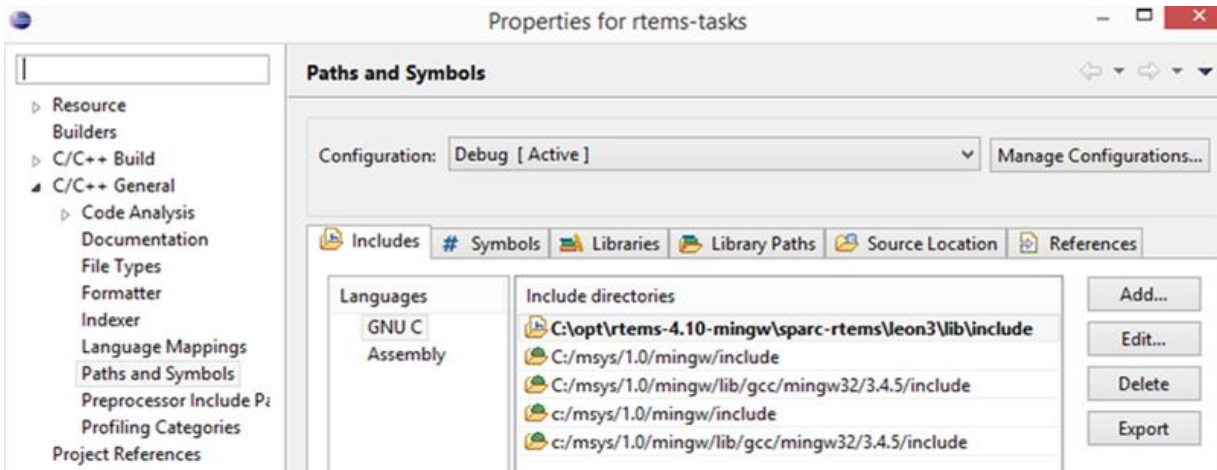 Properties for rtems-tasks
Paths and Symbols
Resource
Builders
C/C++ Build
C/C++ General
Code Analysis
Documentation
File Types
Formatter
Indexer
Language Mappings
Paths and Symbols
Preprocessor Include Pa
Profiling Categories
Project References
Configuration: Debug [ Active ] Manage Configurations...
Includes # Symbols Libraries Library Paths Source Location References
Languages
GNU C
Assembly
Include directories
C:\opt\rtems-4.10-mingw\sparc-rtems\leon3\lib\include
C:/msys/1.0/mingw/include
C:/msys/1.0/mingw/lib/gcc/mingw32/3.4.5/include
c:/msys/1.0/mingw/include
c:/msys/1.0/mingw/lib/gcc/mingw32/3.4.5/include
Add...
Edit...
Delete
Export